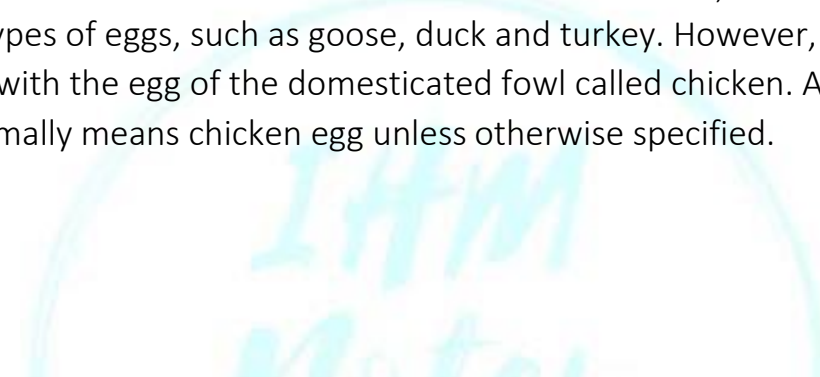 ypes of eggs, such as goose, duck and turkey. However,
with the egg of the domesticated fowl called chicken. A
mally means chicken egg unless otherwise specified.
IHM
Notes